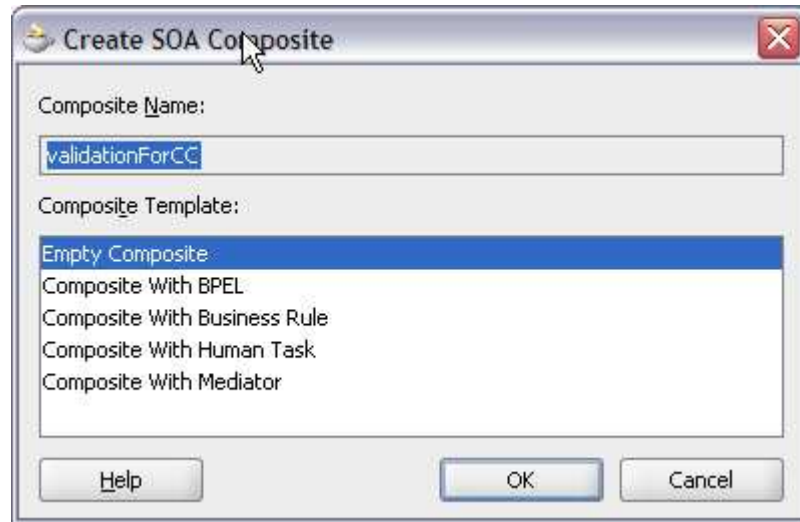 Create SOA Composite
Composite Name:
validationForCC
Composite Template:
Empty Composite
Composite With BPEL
Composite With Business Rule
Composite With Human Task
Composite With Mediator
Help
OK
Cancel